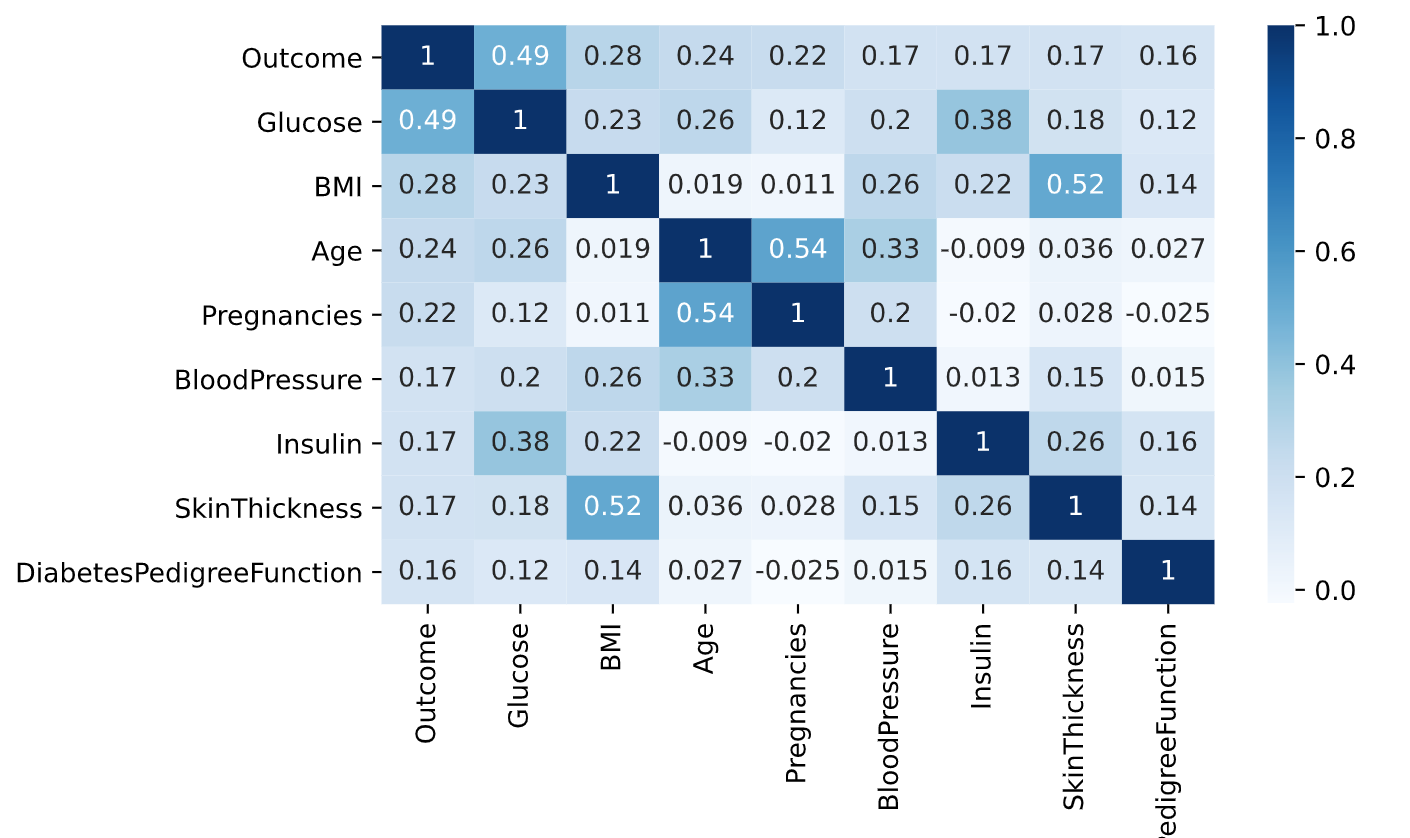 Outcome 1 0.49 0.28 0.24 0.22 0.17 0.17 0.17 0.16
Glucose 0.49 1 0.23 0.26 0.12 0.2 0.38 0.18 0.12
BMI 0.28 0.23 1 0.019 0.011 0.26 0.22 0.52 0.14
Age 0.24 0.26 0.019 1 0.54 0.33 -0.009 0.036 0.027
Pregnancies 0.22 0.12 0.011 0.54 1 0.2 -0.02 0.028 -0.025
BloodPressure 0.17 0.2 0.26 0.33 0.2 1 0.013 0.15 0.015
Insulin 0.17 0.38 0.22 -0.009 -0.02 0.013 1 0.26 0.16
SkinThickness 0.17 0.18 0.52 0.036 0.028 0.15 0.26 1 0.14
DiabetesPedigreeFunction 0.16 0.12 0.14 0.027 -0.025 0.015 0.16 0.14 1
Outcome
Glucose
BMI
Age
Pregnancies
BloodPressure
Insulin
SkinThickness
edigreeFunction
1.0
0.8
0.6
0.4
0.2
0.0